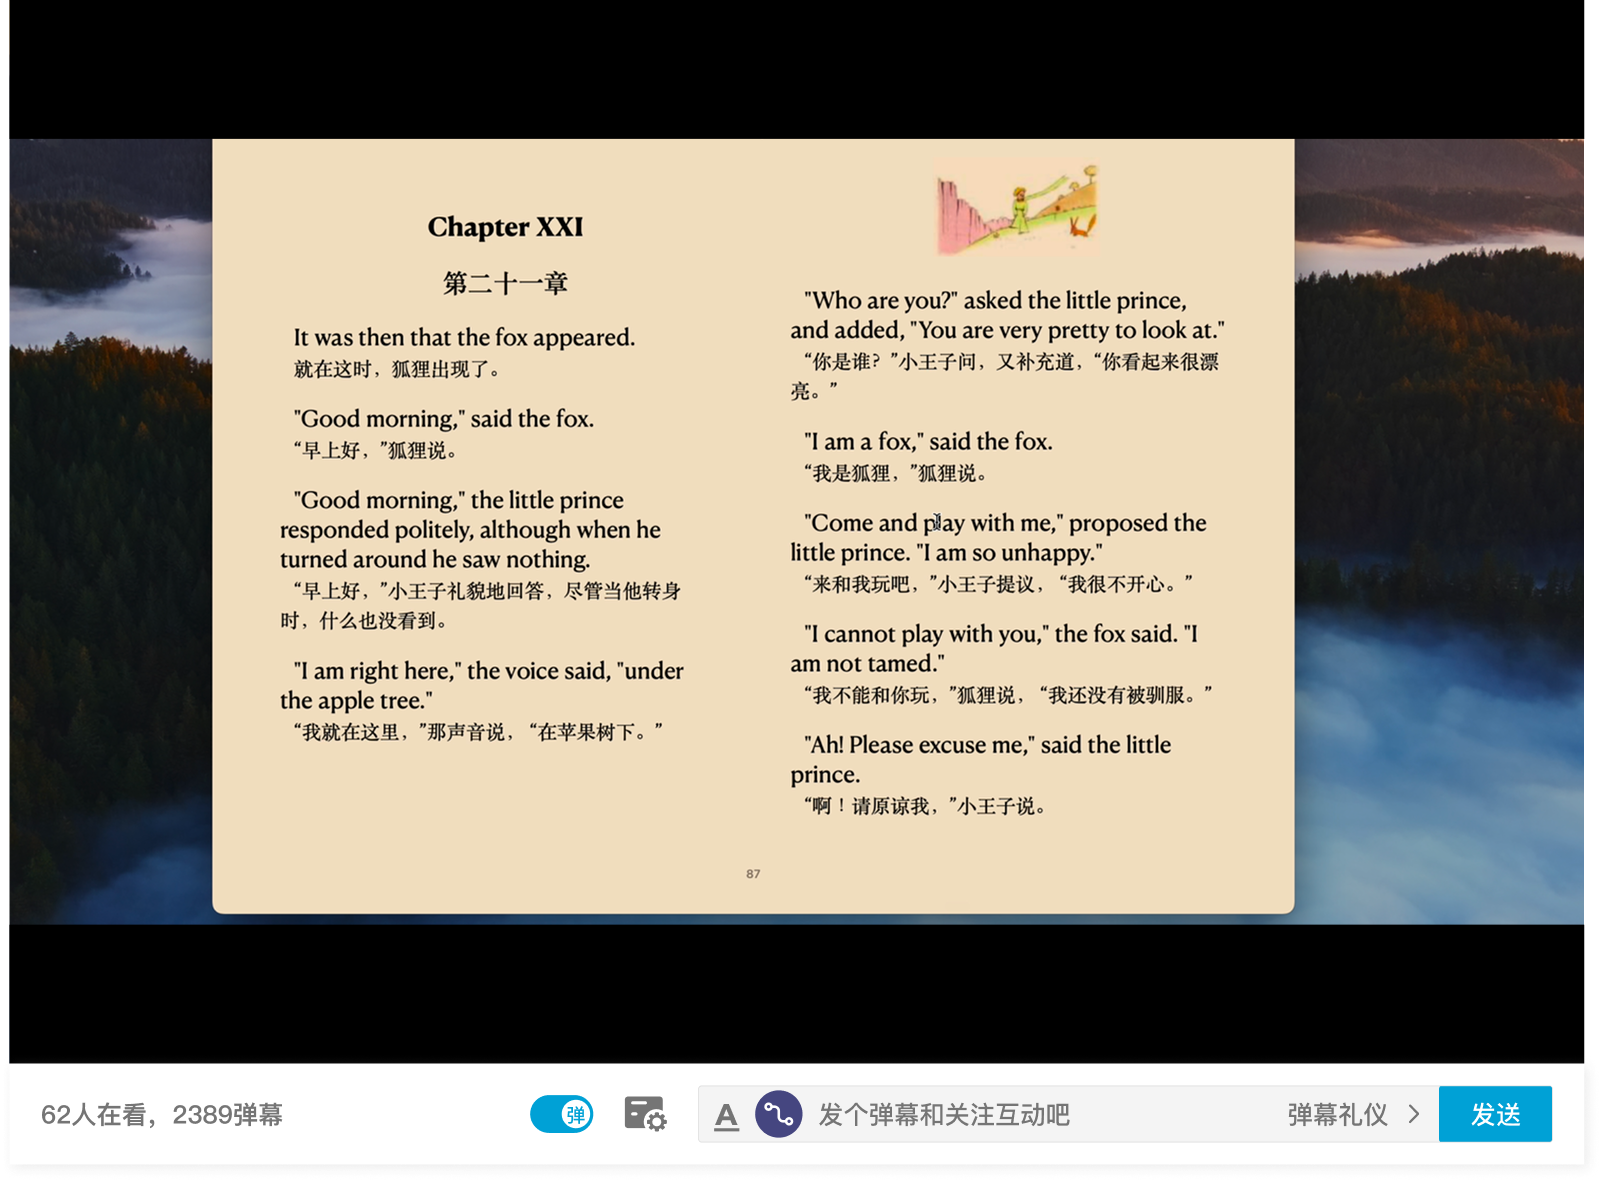 Chapter XXI
第二十一章
It was then that the fox appeared.
就在这时，狐狸出现了。
"Good morning," said the fox.
“早上好，”狐狸说。
"Good morning," the little prince
responded politely, although when he
turned around he saw nothing.
“早上好，”小王子礼貌地回答，尽管当他转身
时，什么也没看到。
"I am right here," the voice said, "under
the apple tree."
“我就在这里，”那声音说，“在苹果树下。”
"Who are you?" asked the little prince,
and added, "You are very pretty to look at."
“你是谁？”小王子问，又补充道，“你看起来很漂
亮。”
"I am a fox," said the fox.
“我是狐狸，”狐狸说。
"Come and play with me," proposed the
little prince. "I am so unhappy."
“来和我玩吧，”小王子提议，“我很不开心。”
"I cannot play with you," the fox said. "I
am not tamed."
“我不能和你玩，”狐狸说，“我还没有被驯服。”
"Ah! Please excuse me," said the little
prince.
“啊！请原谅我，”小王子说。
87
62人在看，2389弹幕
弹
A
发个弹幕和关注互动吧
弹幕礼仪
发送